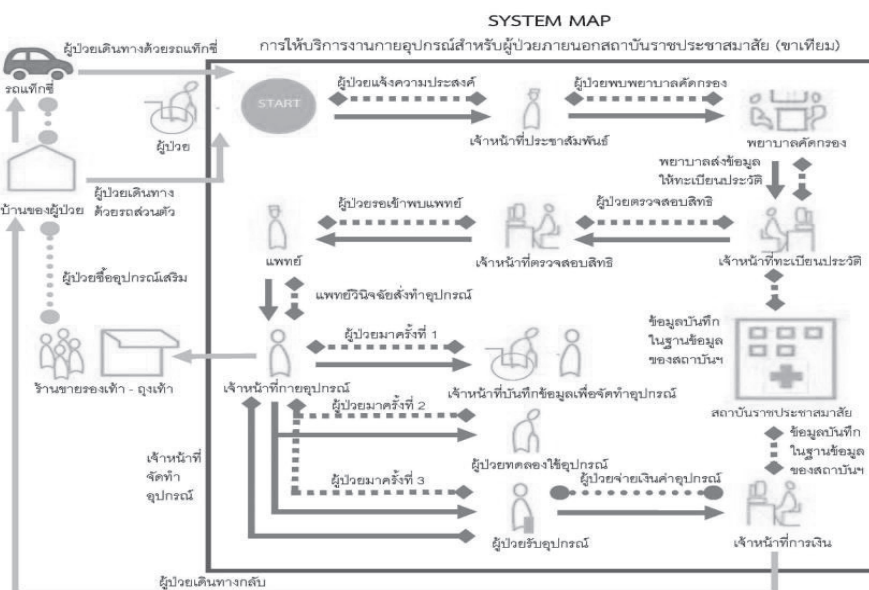 SYSTEM MAP
การให้บริการงานกายอุปกรณ์สำหรับผู้ป่วยภายนอกสถาบันราชประชาสมาสัย (ขาเทียม)
ผู้ป่วยเดินทางด้วยรถแท็กซี่
รถแท็กซี่
ผู้ป่วย
บ้านของผู้ป่วย
ผู้ป่วยเดินทาง
ด้วยรถส่วนตัว
START
ผู้ป่วยแจ้งความประสงค์
เจ้าหน้าที่ประชาสัมพันธ์
ผู้ป่วยพบพยาบาลคัดกรอง
พยาบาลคัดกรอง
พยาบาลส่งข้อมูล
ให้ทะเบียนประวัติ
ผู้ป่วยรอเข้าพบแพทย์
ผู้ป่วยตรวจสอบสิทธิ
แพทย์
เจ้าหน้าที่ตรวจสอบสิทธิ
เจ้าหน้าที่ทะเบียนประวัติ
ผู้ป่วยซื้ออุปกรณ์เสริม
แพทย์วินิจฉัยสั่งทำอุปกรณ์
ข้อมูลบันทึก
ในฐานข้อมูล
ของสถาบันฯ
ผู้ป่วยมาครั้งที่ 1
ร้านขายรองเท้า - ถุงเท้า
เจ้าหน้าที่กายอุปกรณ์
เจ้าหน้าที่บันทึกข้อมูลเพื่อจัดทำอุปกรณ์
สถาบันราชประชาสมาสัย
ผู้ป่วยมาครั้งที่ 2
ผู้ป่วยทดลองใช้อุปกรณ์
ข้อมูลบันทึก
ในฐานข้อมูล
ของสถาบันฯ
เจ้าหน้าที่
จัดทำ
อุปกรณ์
ผู้ป่วยมาครั้งที่ 3
ผู้ป่วยจ่ายเงินค่าอุปกรณ์
ผู้ป่วยรับอุปกรณ์
เจ้าหน้าที่การเงิน
ผู้ป่วยเดินทางกลับ